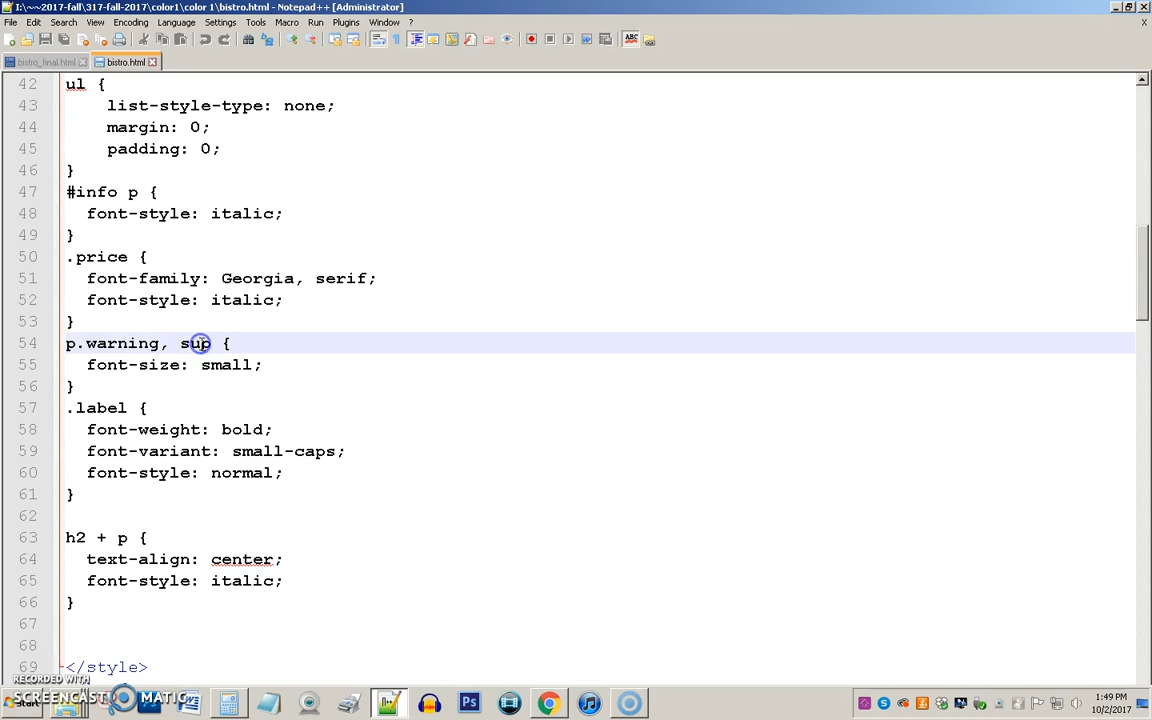 I:\~~2017-fall\317-fall-2017\color1\color 1\bistro.html - Notepad++ [Administrator]
File Edit Search View Encoding Language Settings Tools Macro Run Plugins Window ? X
ABC
bistro_final.html bistro.html
42 ul {
43 list-style-type: none;
44 margin: 0;
45 padding: 0;
46 }
47 #info p {
48 font-style: italic;
49 }
50 .price {
51 font-family: Georgia, serif;
52 font-style: italic;
53 }
54 p.warning, sup {
55 font-size: small;
56 }
57 .label {
58 font-weight: bold;
59 font-variant: small-caps;
60 font-style: normal;
61 }
62
63 h2 + p {
64 text-align: center;
65 font-style: italic;
66 }
67
68
69 </style>
RECORDED WITH
SCREENCAST MATIC
Start
1:49 PM
10/2/2017